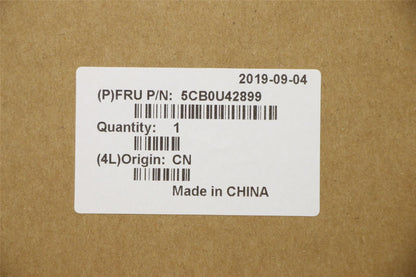 2019-09-04
(P)FRU P/N: 5CB0U42899
Quantity: 1
(4L)Origin: CN
Made in CHINA